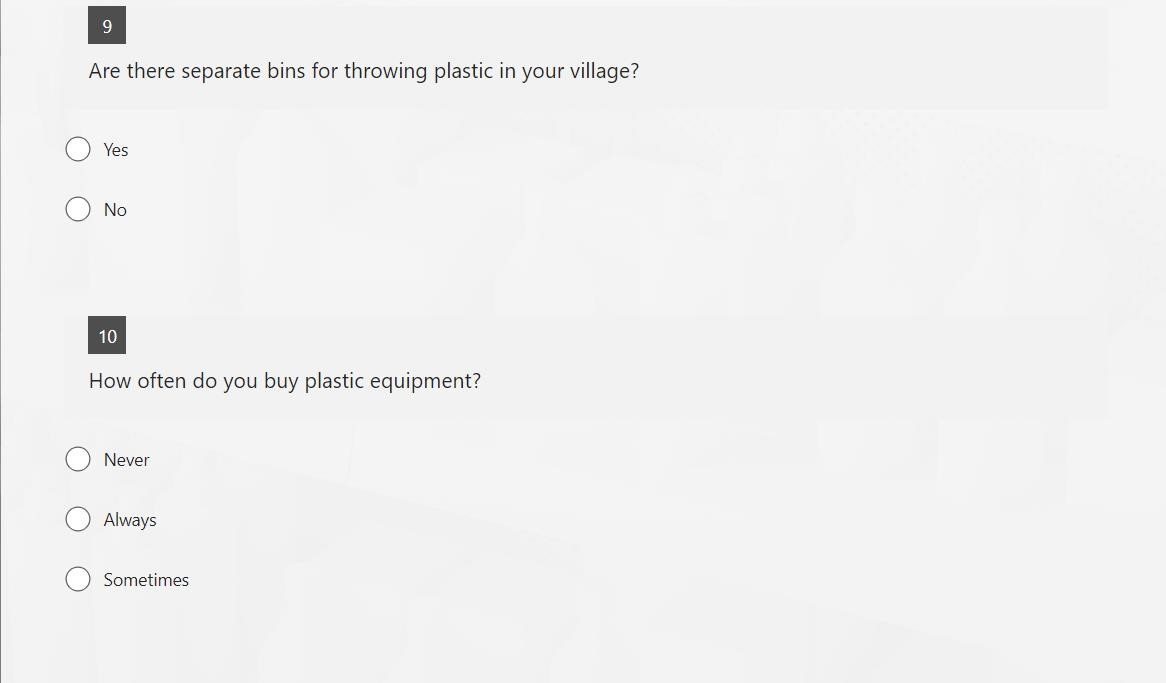 9
Are there separate bins for throwing plastic in your village?
Yes
No
10
How often do you buy plastic equipment?
Never
Always
Sometimes